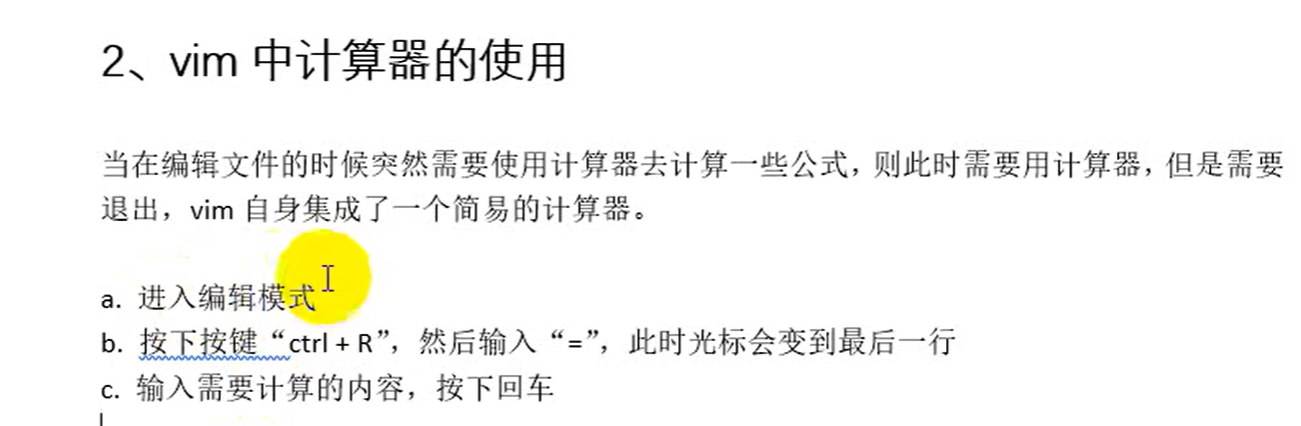 2、vim 中计算器的使用
当在编辑文件的时候突然需要使用计算器去计算一些公式，则此时需要用计算器，但是需要
退出，vim 自身集成了一个简易的计算器。
a. 进入编辑模式
b. 按下按键“ctrl + R”，然后输入“=”，此时光标会变到最后一行
c. 输入需要计算的内容，按下回车